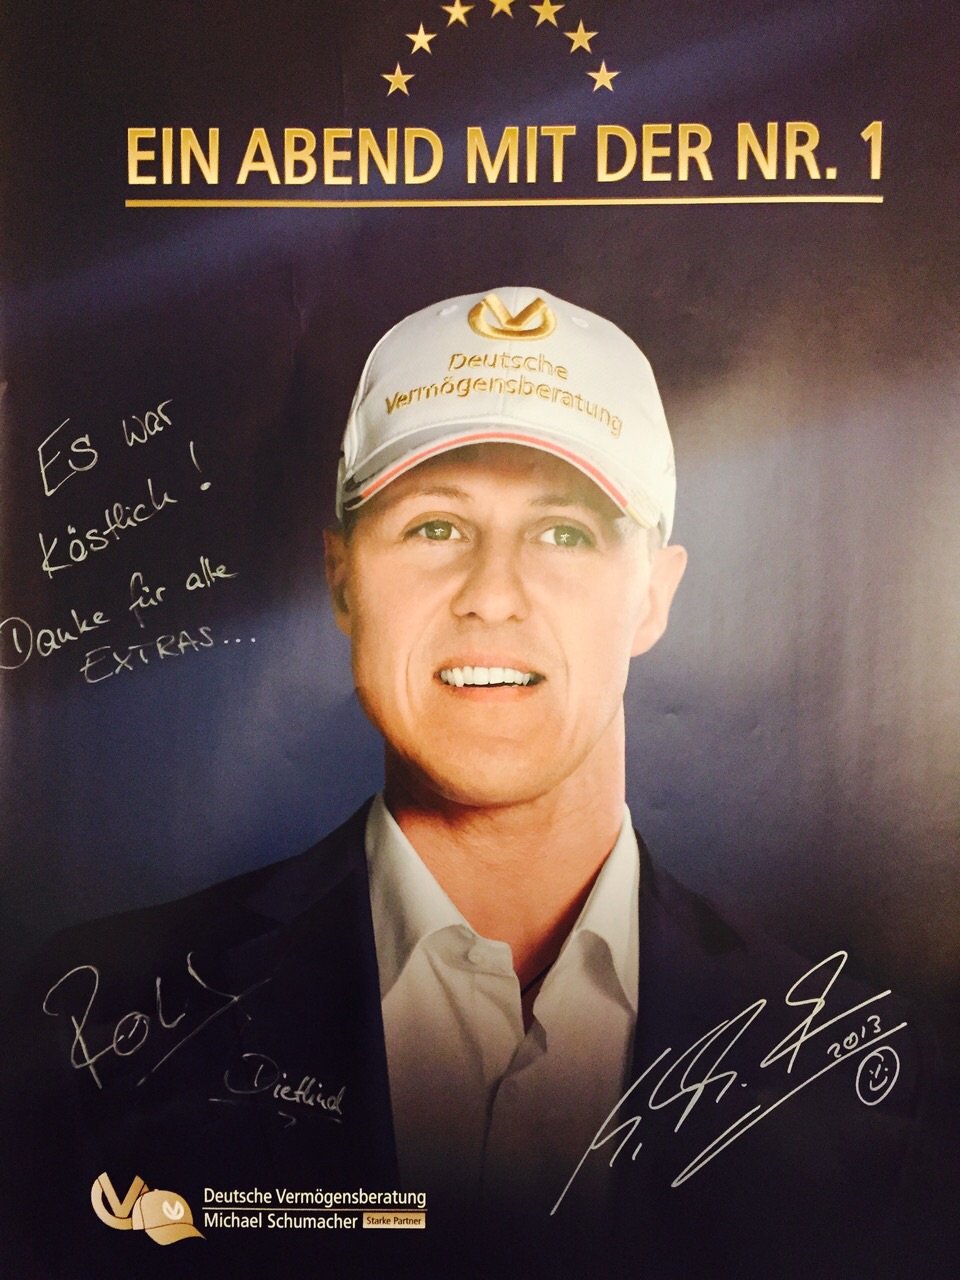 EIN ABEND MIT DER NR. 1
Deutsche
Vermögensberatung
Es war
köstlich!
Danke für alle
EXTRAS...
ROLF
Dietlind
2013
Deutsche Vermögensberatung
Michael Schumacher Starke Partner